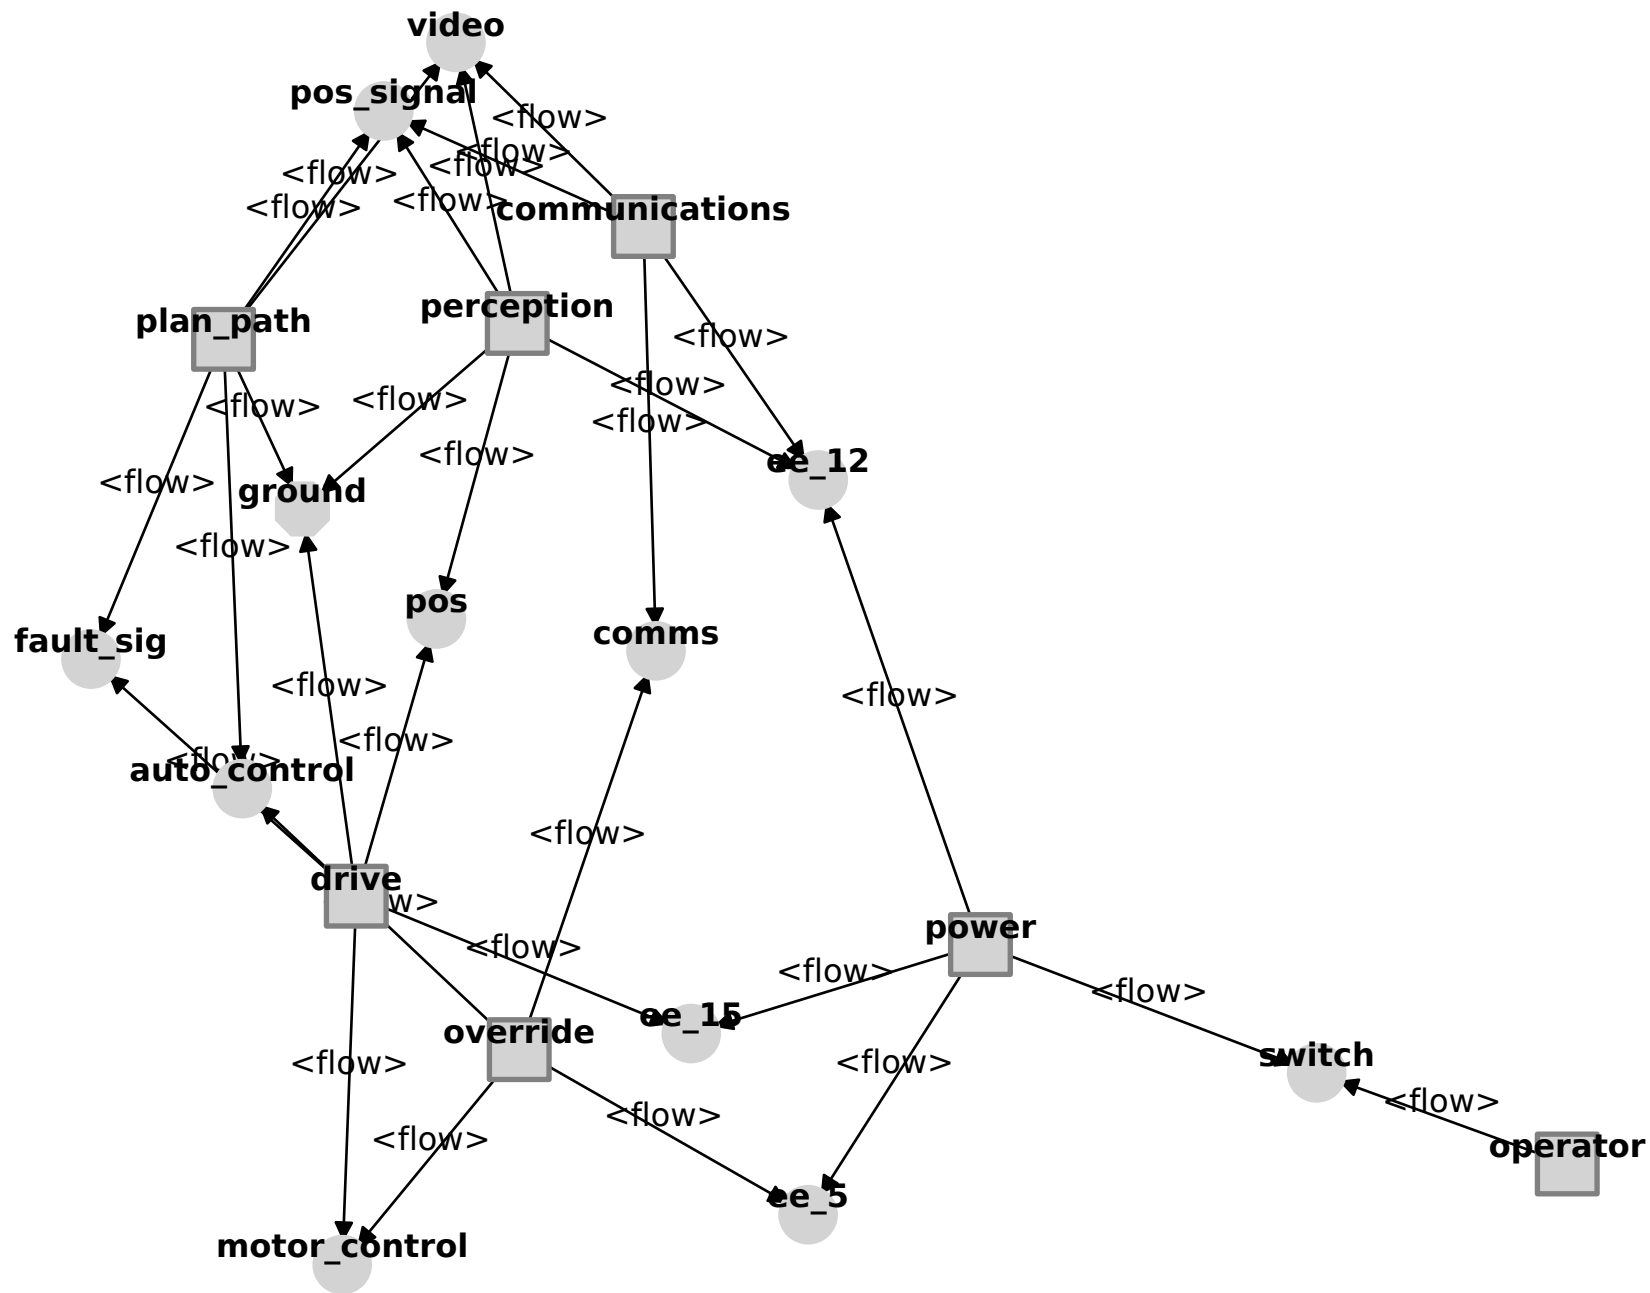 video
pos_signal
<flow>
<flow>
<flow>
<flow>
<flow>
<flow>
communications
perception
plan_path
<flow>
<flow>
<flow>
<flow>
<flow>
<flow>
ee_12
<flow>
ground
<flow>
pos
comms
fault_sig
<flow>
<flow>
<flow>
<flow>
auto_control
<flow>
drive
w>
power
<flow>
<flow>
<flow>
ee_15
override
switch
<flow>
<flow>
<flow>
<flow>
<flow>
operator
ee_5
motor_control